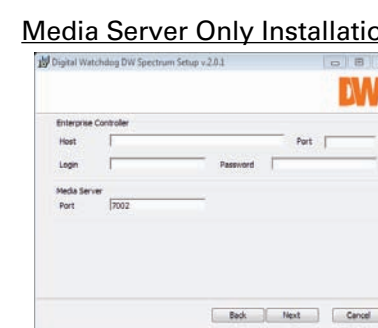 Media Server Only Installatio
Digital Watchdog DW Spectrum Setup v.2.0.1
DW
Enterprise Controller
Host
Port
Login
Password
Media Server
Port 7002
Back Next Cancel